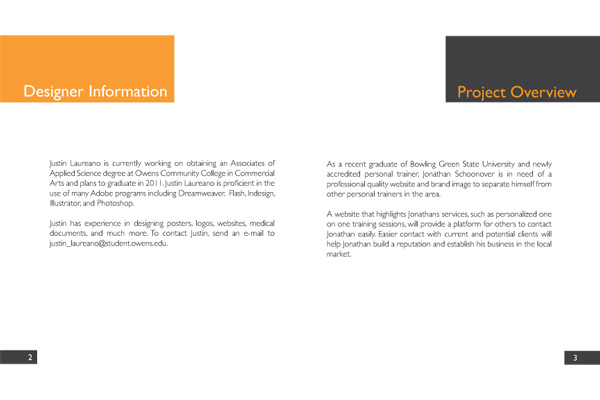 Designer Information
Justin Laureano is currently working on obtaining an Associates of
Applied Science degree at Owens Community College in Commercial
Arts and plans to graduate in 2011. Justin Laureano is proficient in the
use of many Adobe programs including Dreamweaver, Flash, Indesign,
Illustrator, and Photoshop.
Justin has experience in designing posters, logos, websites, medical
documents, and much more. To contact Justin, send an e-mail to
justin_laureano@student.owens.edu.
2
Project Overview
As a recent graduate of Bowling Green State University and newly
accredited personal trainer, Jonathan Schoonover is in need of a
professional quality website and brand image to separate himself from
other personal trainers in the area.
A website that highlights Jonathans services, such as personalized one
on one training sessions, will provide a platform for others to contact
Jonathan easily. Easier contact with current and potential clients will
help Jonathan build a reputation and establish his business in the local
market.
3